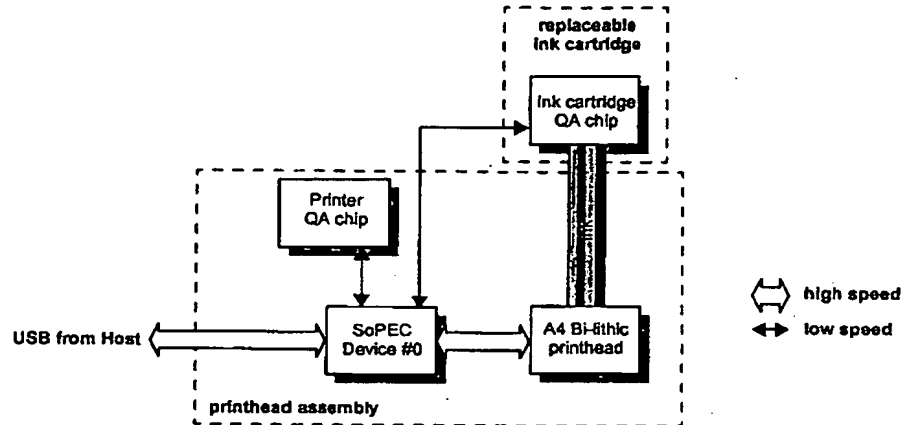 replaceable
ink cartridge
ink cartridge
QA chip
Printer
QA chip
ink
high speed
low speed
USB from Host
SoPEC
Device #0
A4 Bi-lithic
printhead
printhead assembly